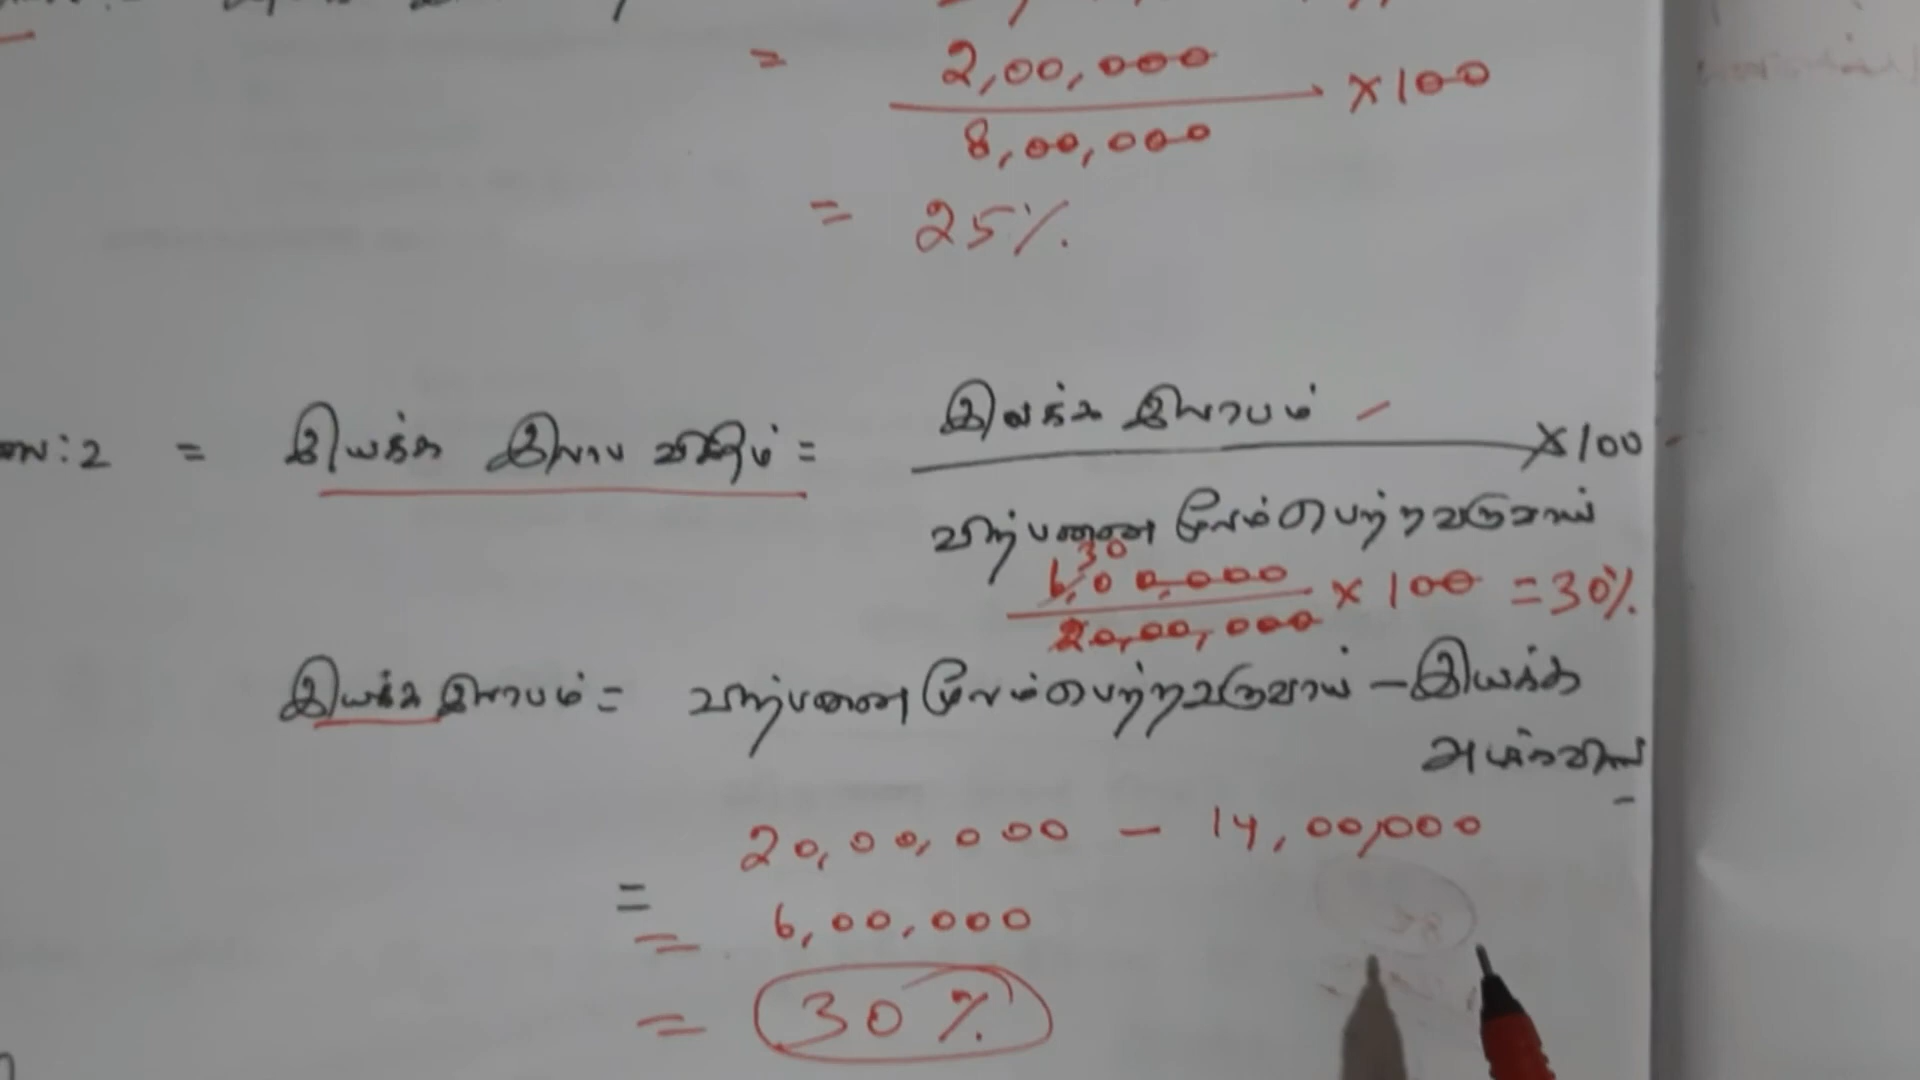 = 2,00,000 / 8,00,000 × 100
= 25%
:2 = இயக்க இலாப விகிதம் = இலக்க இலாபம் / விற்பனை மூலம் பெற்ற வருவாய் × 100
6,00,000 / 20,00,000 × 100 = 30%
30
இயக்க இலாபம் = விற்பனை மூலம் பெற்ற வருவாய் – இயக்க
அடக்கவிலை
20,00,000 – 14,00,000
=
= 6,00,000
= 30%